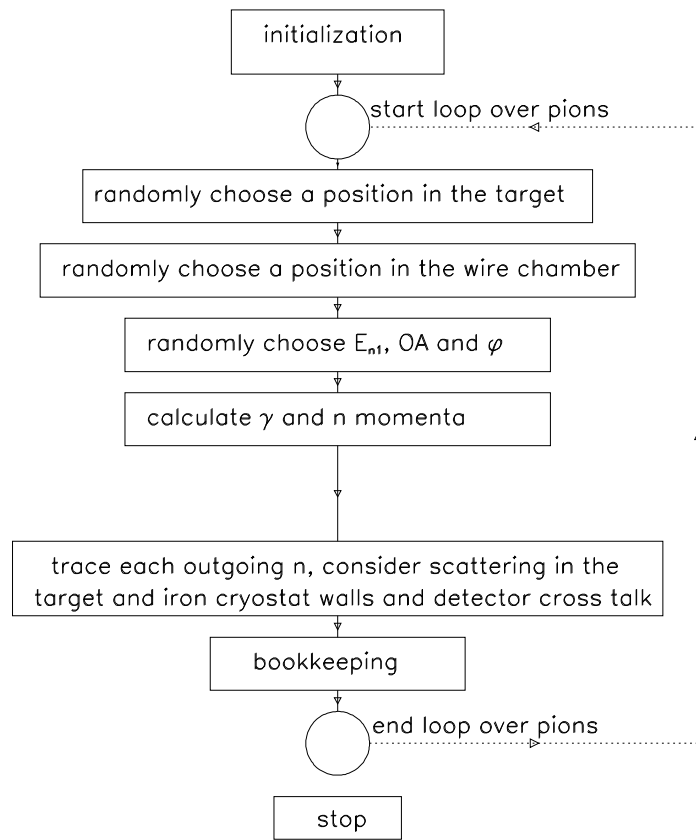 initialization
start loop over pions
randomly choose a position in the target
randomly choose a position in the wire chamber
randomly choose E_n1, OA and φ
calculate γ and n momenta
trace each outgoing n, consider scattering in the
target and iron cryostat walls and detector cross talk
bookkeeping
end loop over pions
stop